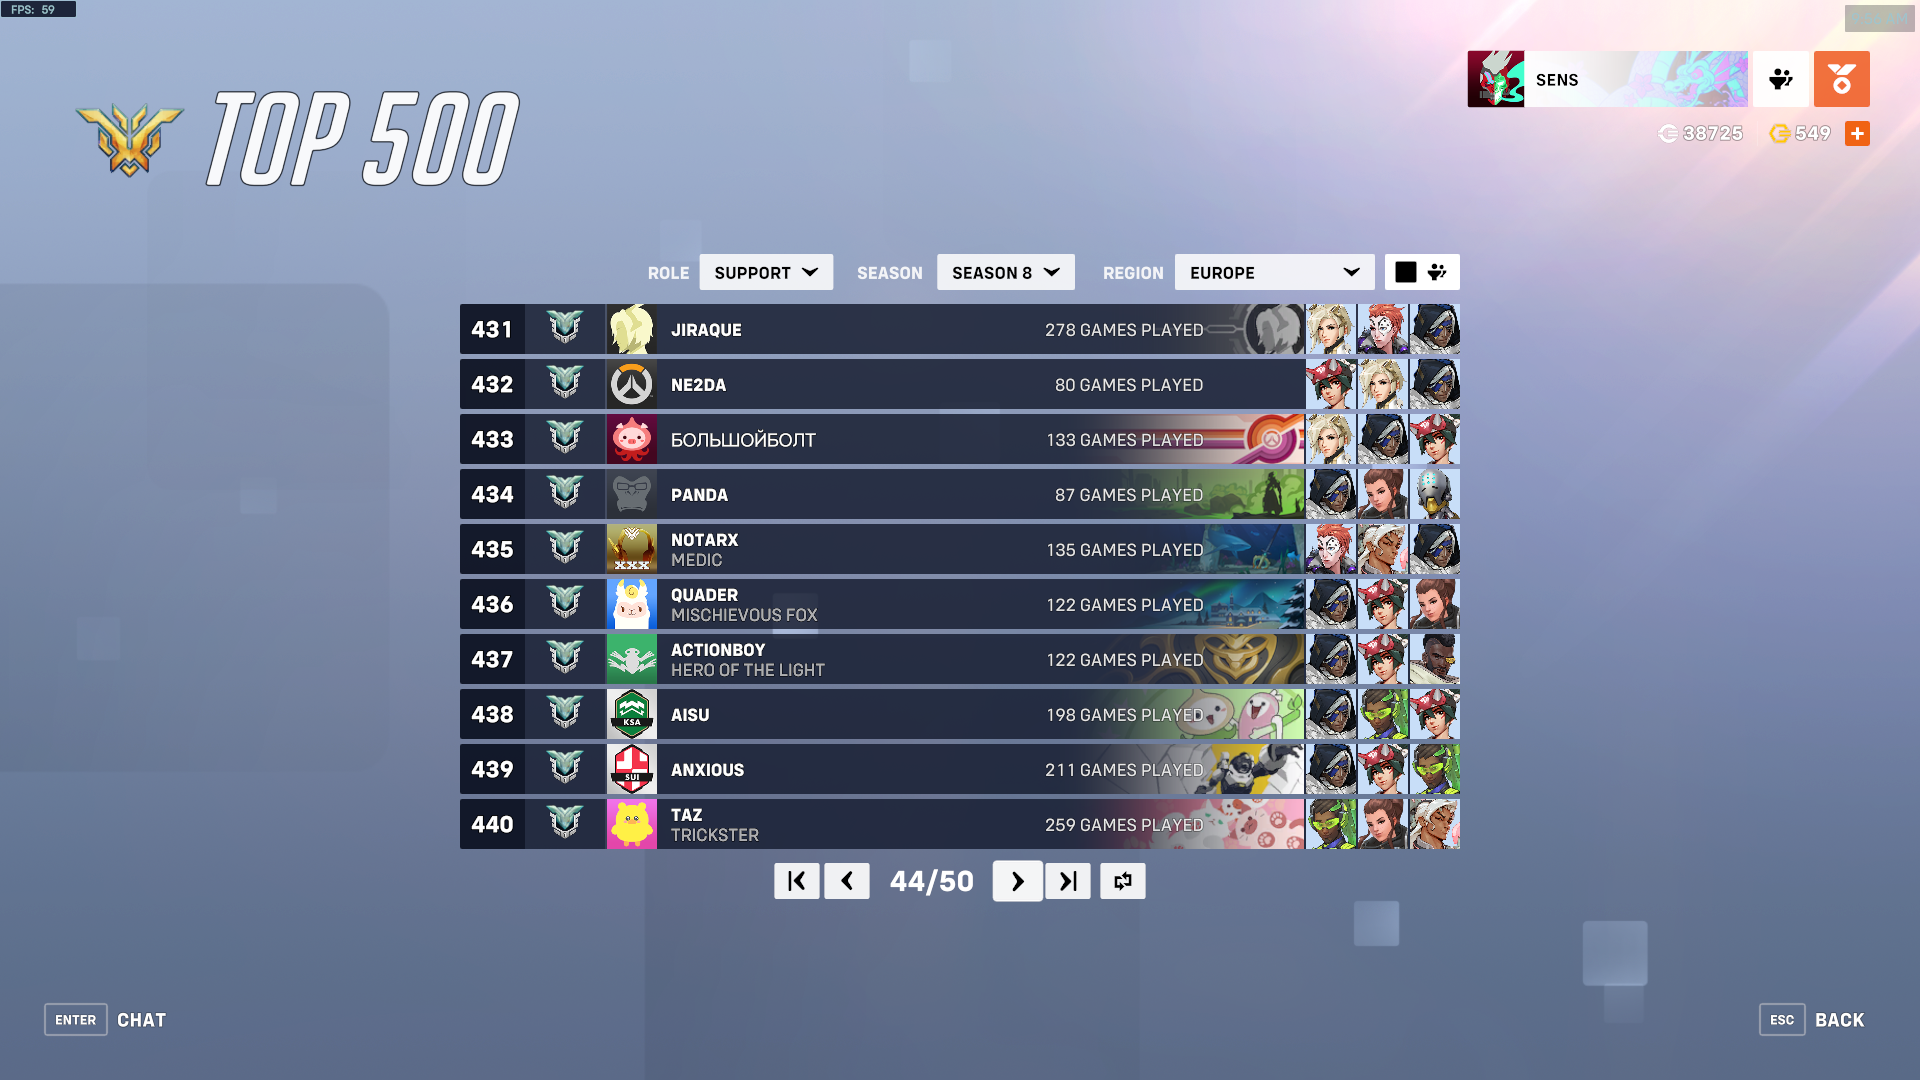 FPS: 59
TOP 500
SENS
38725 549
ROLE SUPPORT SEASON SEASON 8 REGION EUROPE
431 JIRAQUE 278 GAMES PLAYED
432 NE2DA 80 GAMES PLAYED
433 БОЛЬШОЙБОЛТ 133 GAMES PLAYED
434 PANDA 87 GAMES PLAYED
435 NOTARX 135 GAMES PLAYED
MEDIC
XXX
436 QUADER 122 GAMES PLAYED
MISCHIEVOUS FOX
437 ACTIONBOY 122 GAMES PLAYED
HERO OF THE LIGHT
438 KSA AISU 198 GAMES PLAYED
439 SUI ANXIOUS 211 GAMES PLAYED
440 TAZ 259 GAMES PLAYED
TRICKSTER
44/50
ENTER CHAT
ESC BACK